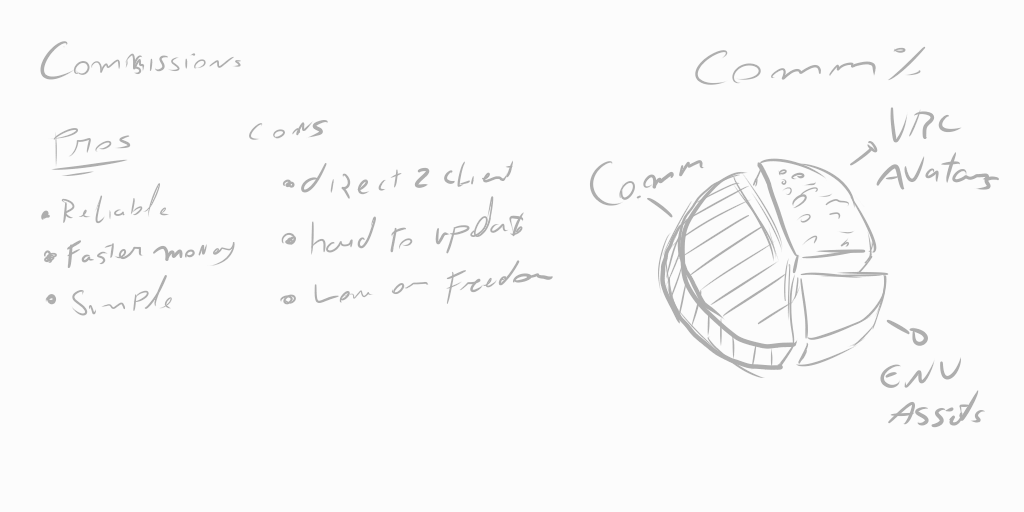 Commissions
Pros
• Reliable
• Faster money
• Simple
Cons
• direct 2 client
• hard to update
• Low on Freedom
Comm %
Comm
VRC
Avatars
ENV
Assets